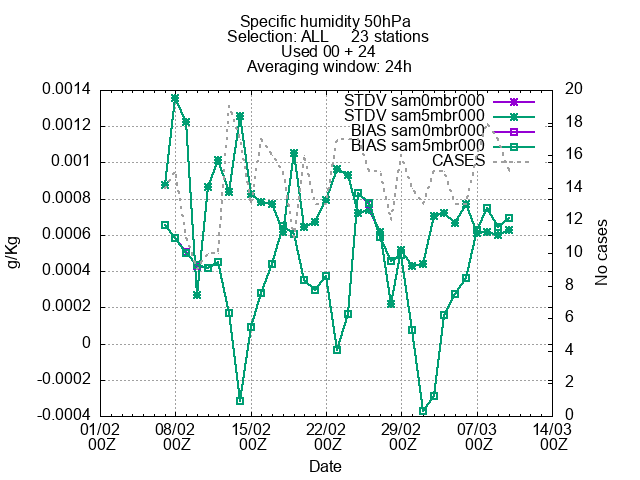 Specific humidity 50hPa
Selection: ALL     23 stations
Used 00 + 24
Averaging window: 24h
STDV sam0mbr000
STDV sam5mbr000
BIAS sam0mbr000
BIAS sam5mbr000
CASES
0.0014
0.0012
0.001
0.0008
0.0006
0.0004
0.0002
0
-0.0002
-0.0004
g/Kg
20
18
16
14
12
10
8
6
4
2
0
No cases
01/02 08/02 15/02 22/02 29/02 07/03 14/03
00Z 00Z 00Z 00Z 00Z 00Z 00Z
Date